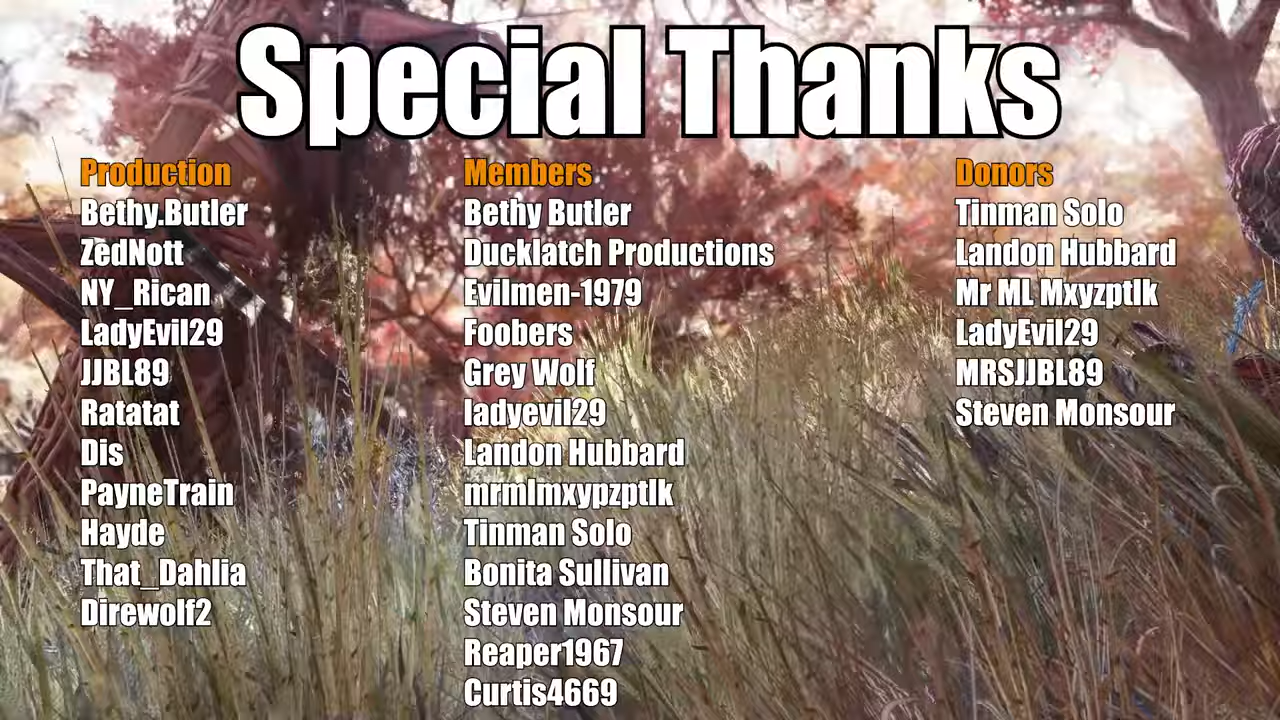 Special Thanks
Production
Bethy.Butler
ZedNott
NY_Rican
LadyEvil29
JJBL89
Ratatat
Dis
PayneTrain
Hayde
That_Dahlia
Direwolf2
Members
Bethy Butler
Ducklatch Productions
Evilmen-1979
Foobers
Grey Wolf
ladyevil29
Landon Hubbard
mrmlmxypzptlk
Tinman Solo
Bonita Sullivan
Steven Monsour
Reaper1967
Curtis4669
Donors
Tinman Solo
Landon Hubbard
Mr ML Mxyzptlk
LadyEvil29
MRSJJBL89
Steven Monsour